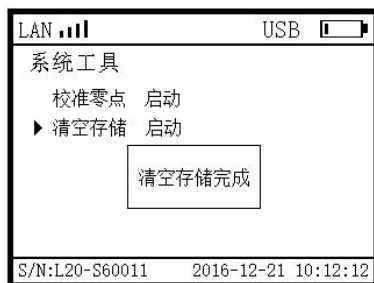 LAN USB
系统工具
校准零点 启动
清空存储 启动
清空存储完成
S/N:L20-S60011 2016-12-21 10:12:12